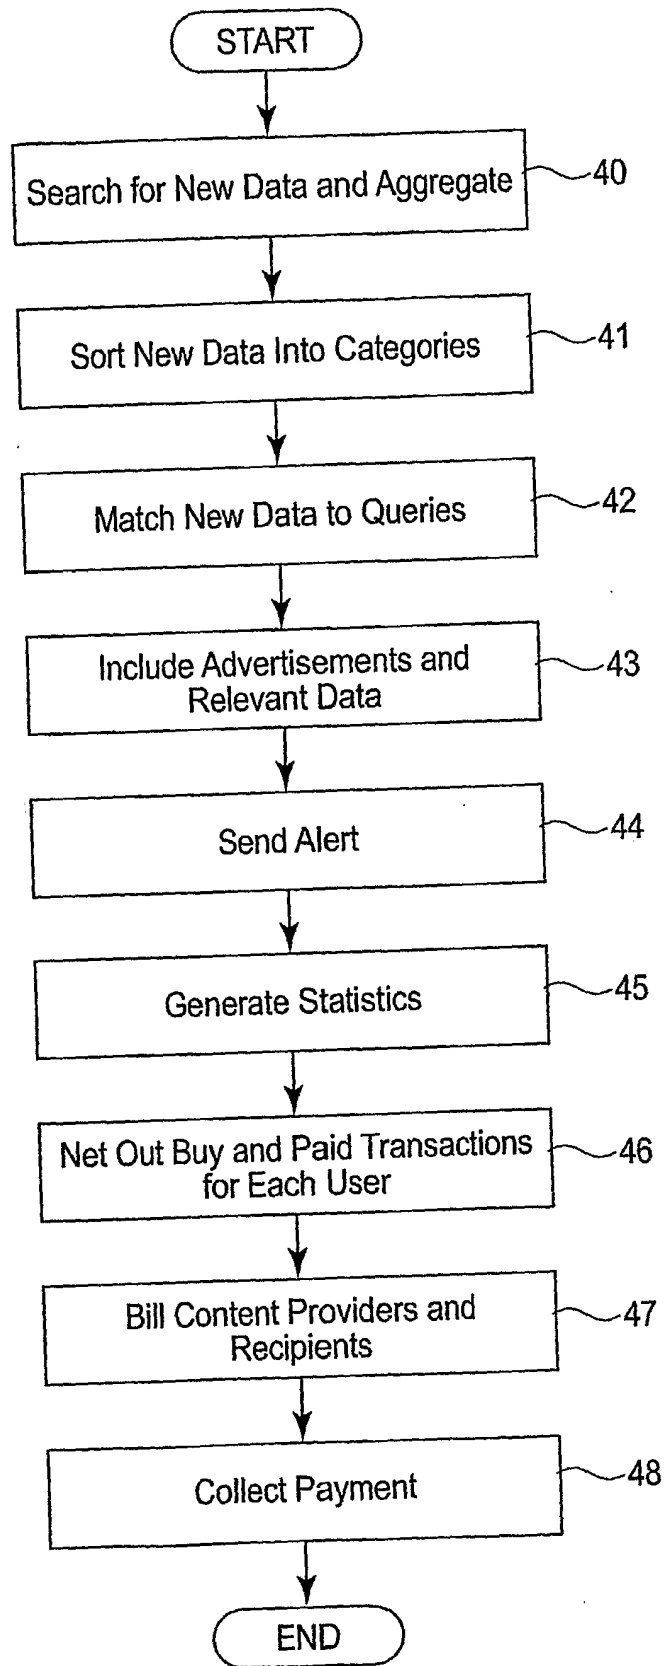 START
Search for New Data and Aggregate
40
Sort New Data Into Categories
41
Match New Data to Queries
42
Include Advertisements and
Relevant Data
43
Send Alert
44
Generate Statistics
45
Net Out Buy and Paid Transactions
for Each User
46
Bill Content Providers and
Recipients
47
Collect Payment
48
END